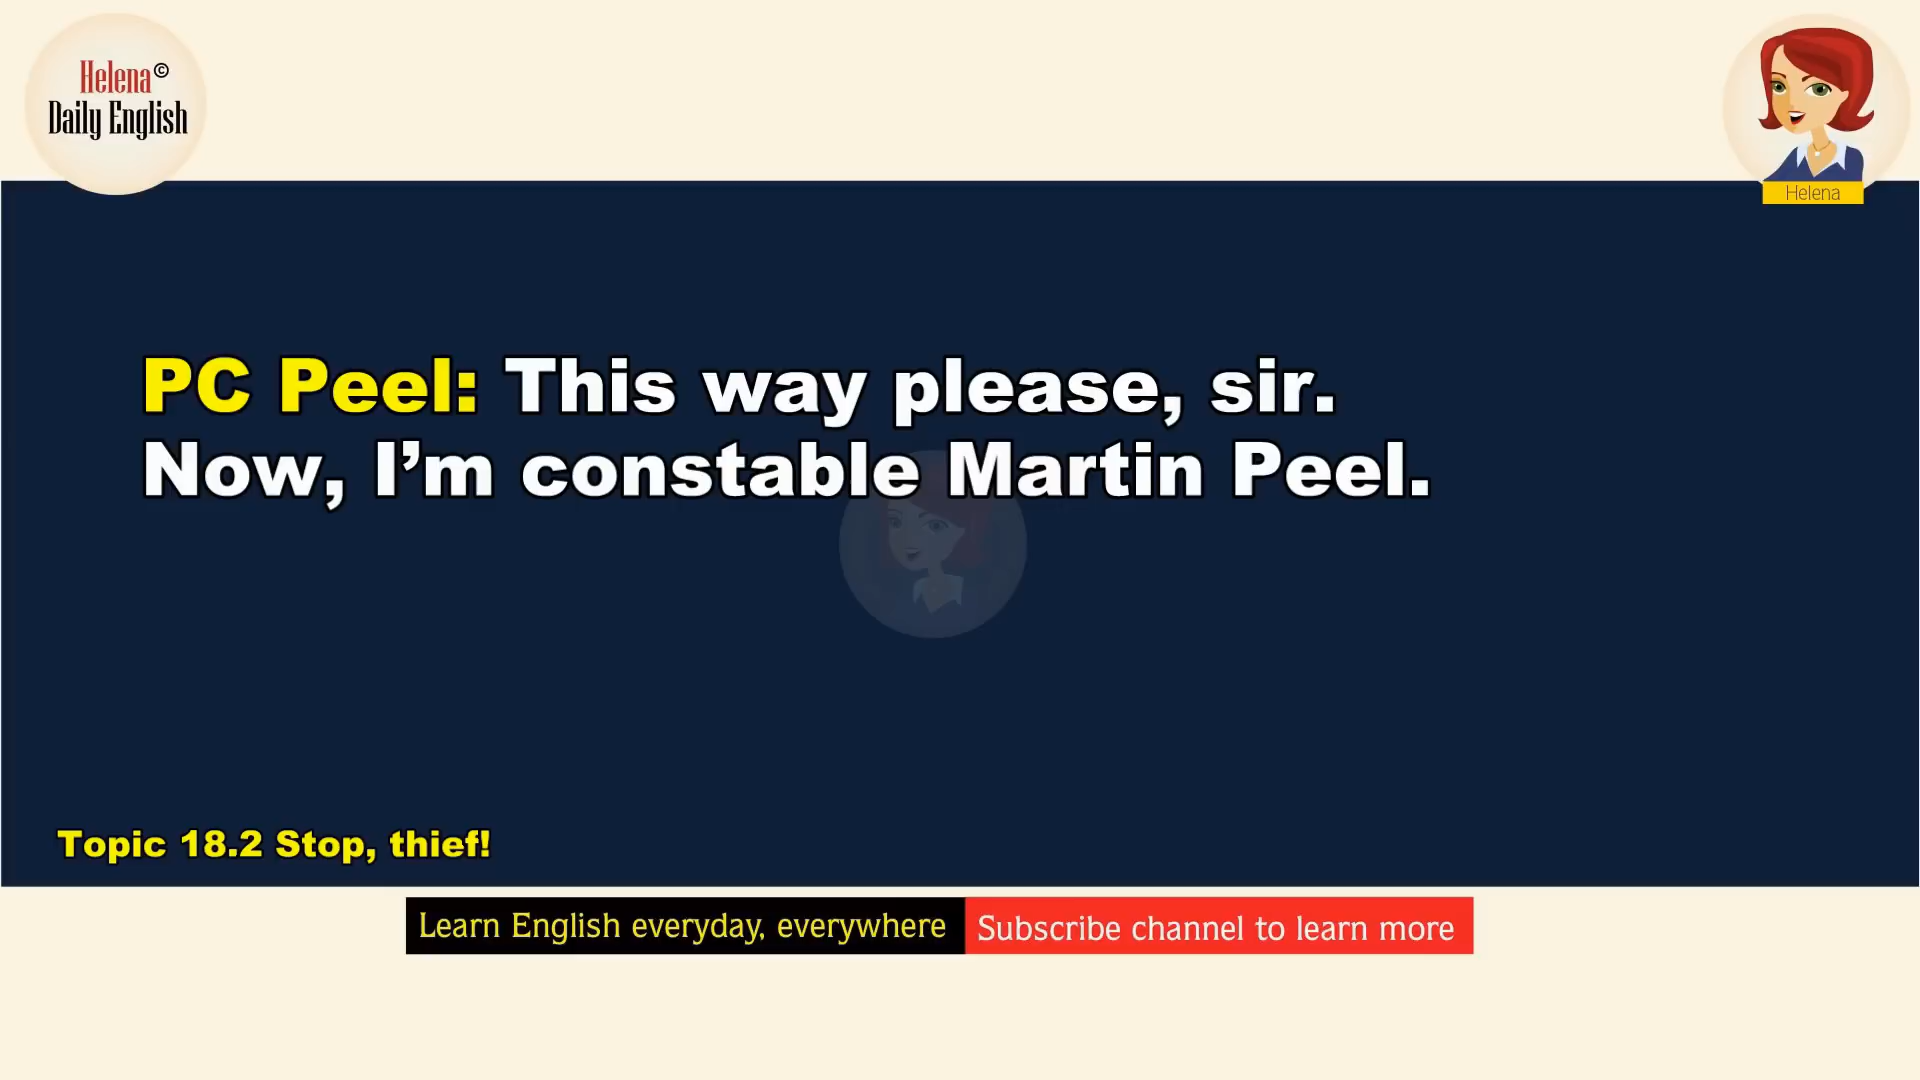 Helena©
Daily English
Helena
PC Peel: This way please, sir.
Now, I’m constable Martin Peel.
Topic 18.2 Stop, thief!
Learn English everyday, everywhere
Subscribe channel to learn more